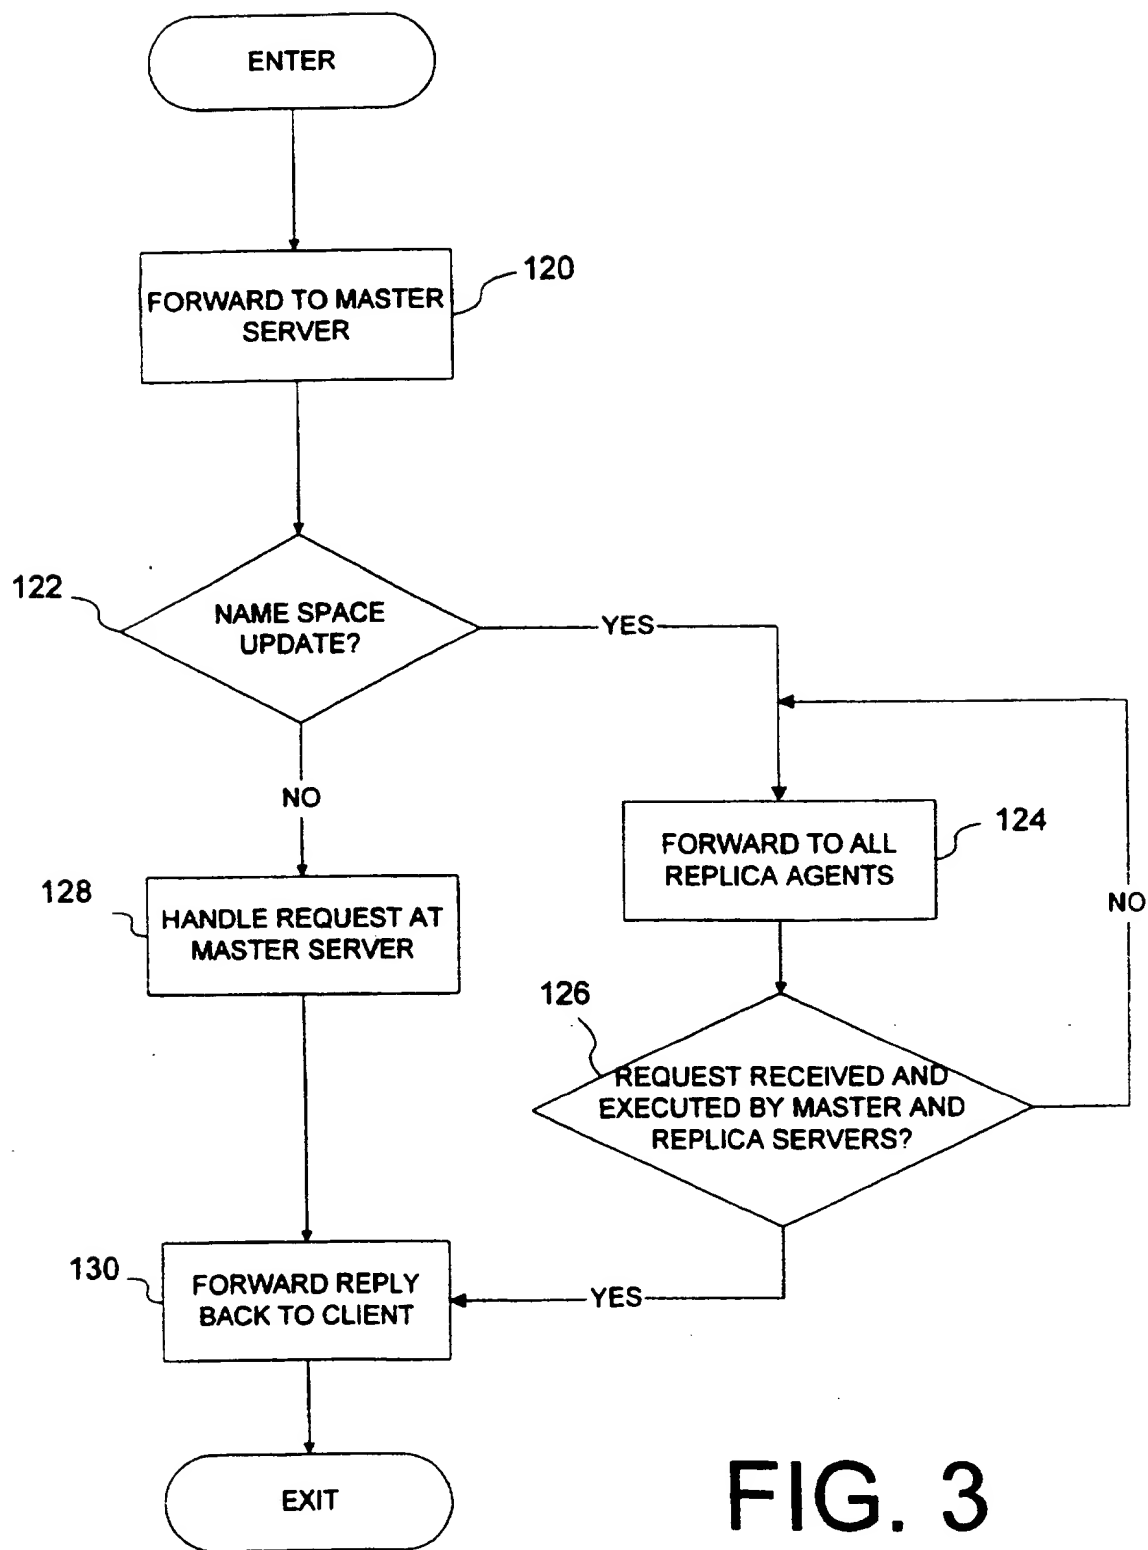 ENTER
120
FORWARD TO MASTER
SERVER
122
NAME SPACE
UPDATE?
YES
NO
124
FORWARD TO ALL
REPLICA AGENTS
NO
128
HANDLE REQUEST AT
MASTER SERVER
126
REQUEST RECEIVED AND
EXECUTED BY MASTER AND
REPLICA SERVERS?
130
FORWARD REPLY
BACK TO CLIENT
YES
EXIT
FIG. 3